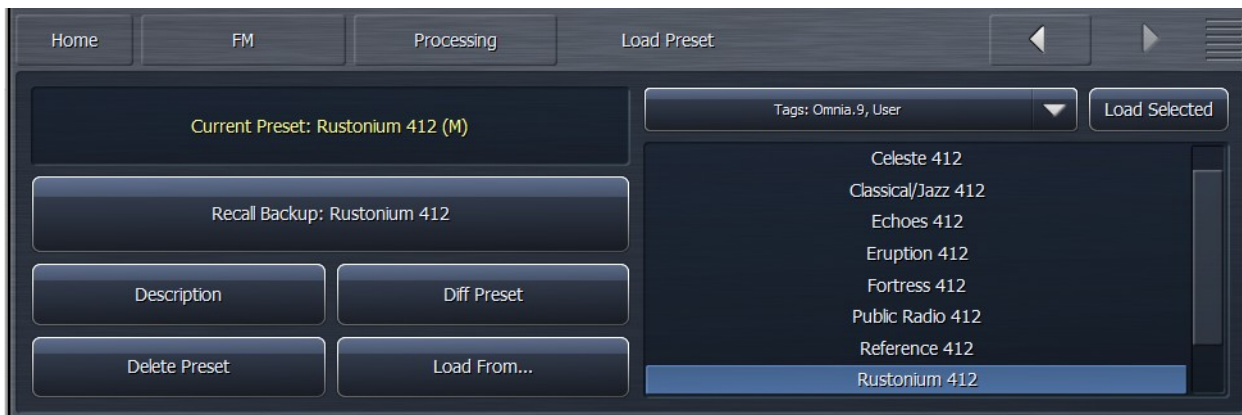 Home
FM
Processing
Load Preset
Current Preset: Rustonium 412 (M)
Recall Backup: Rustonium 412
Description
Diff Preset
Delete Preset
Load From...
Tags: Omnia.9, User
Load Selected
Celeste 412
Classical/Jazz 412
Echoes 412
Eruption 412
Fortress 412
Public Radio 412
Reference 412
Rustonium 412